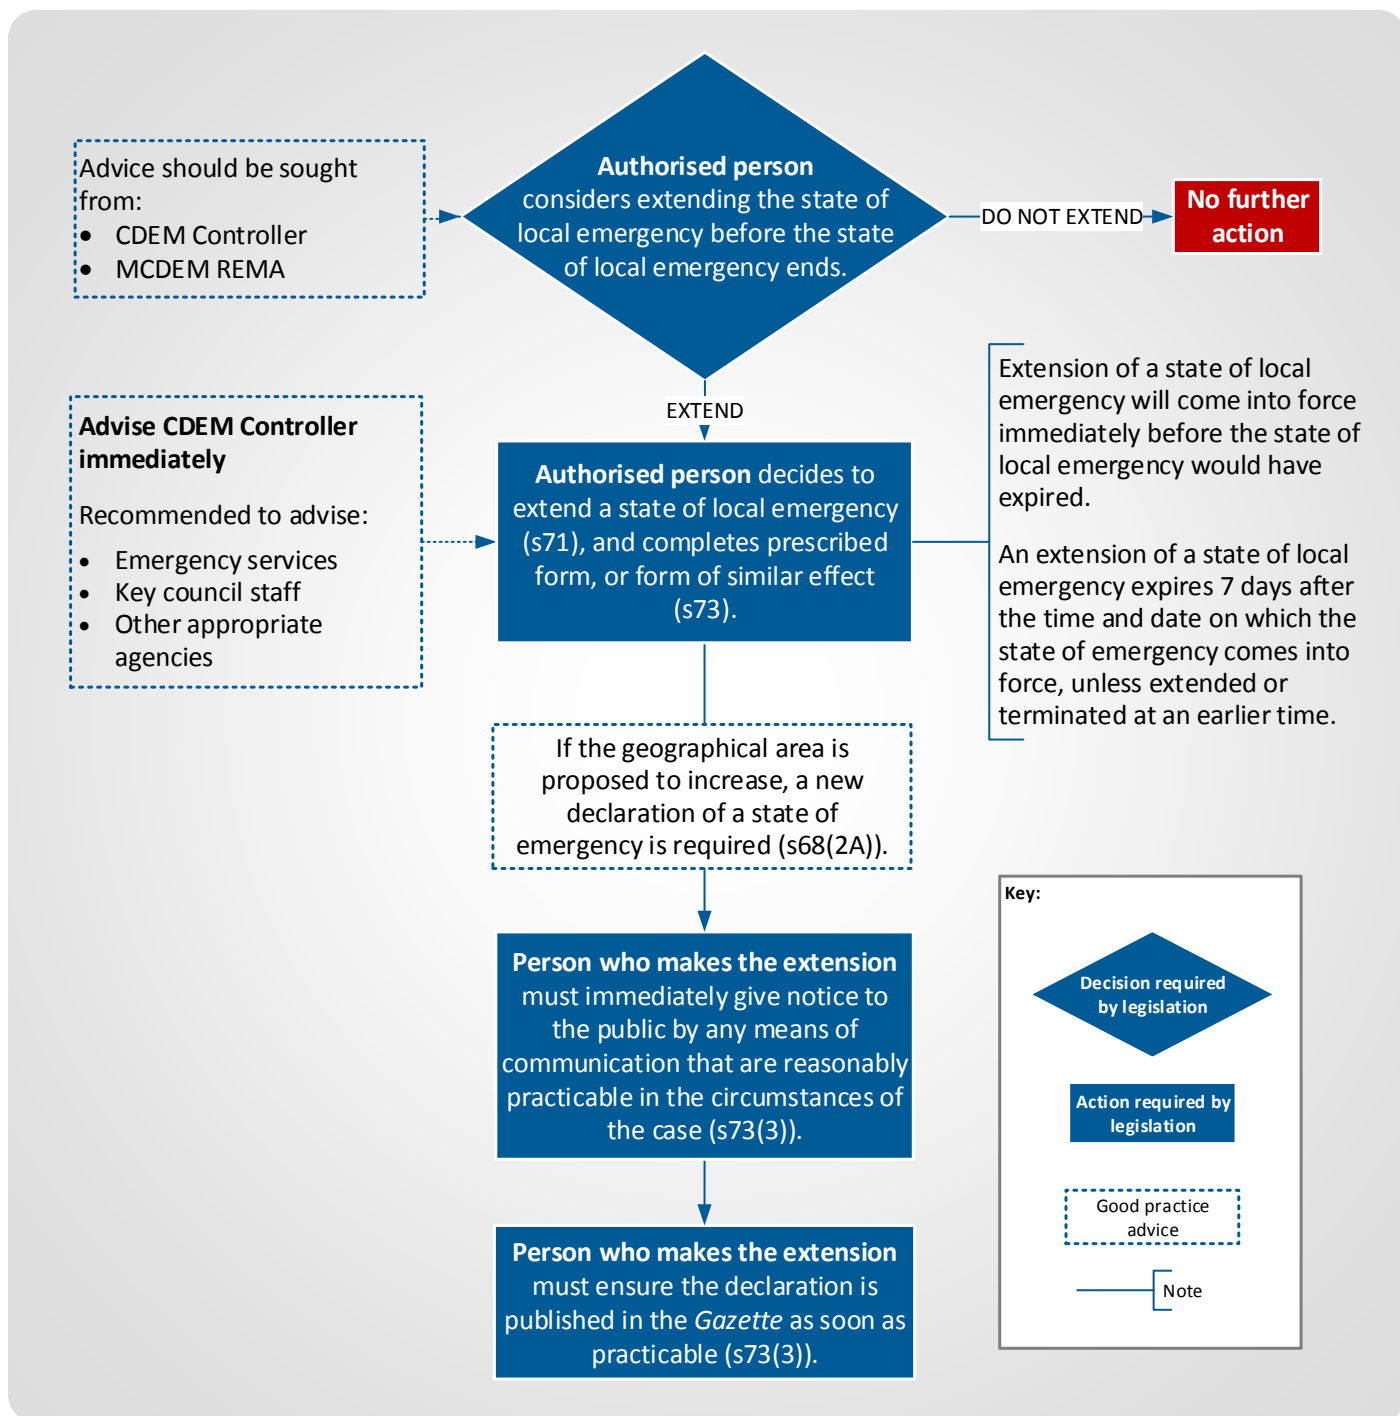 Advice should be sought
from:
• CDEM Controller
• MCDEM REMA
Authorised person
considers extending the state of
local emergency before the state
of local emergency ends.
DO NOT EXTEND
No further
action
EXTEND
Advise CDEM Controller
immediately
Recommended to advise:
• Emergency services
• Key council staff
• Other appropriate
agencies
Authorised person decides to
extend a state of local emergency
(s71), and completes prescribed
form, or form of similar effect
(s73).
Extension of a state of local
emergency will come into force
immediately before the state of
local emergency would have
expired.
An extension of a state of local
emergency expires 7 days after
the time and date on which the
state of emergency comes into
force, unless extended or
terminated at an earlier time.
If the geographical area is
proposed to increase, a new
declaration of a state of
emergency is required (s68(2A)).
Person who makes the extension
must immediately give notice to
the public by any means of
communication that are reasonably
practicable in the circumstances of
the case (s73(3)).
Person who makes the extension
must ensure the declaration is
published in the Gazette as soon as
practicable (s73(3)).
Key:
Decision required
by legislation
Action required by
legislation
Good practice
advice
Note